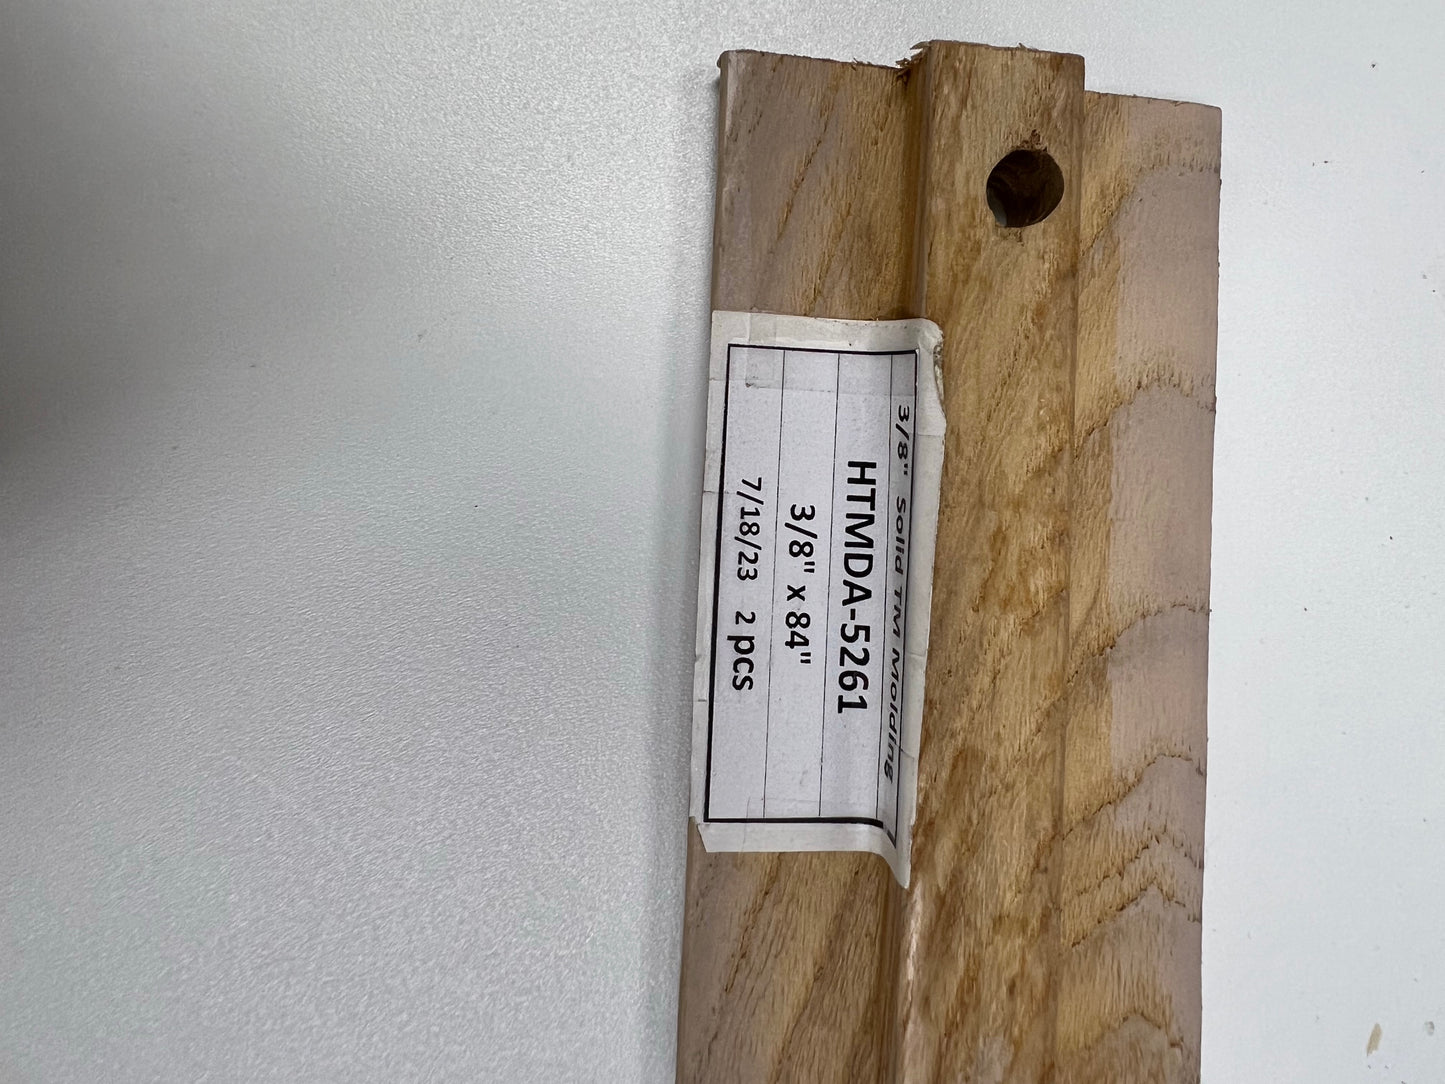 3/8" Solid TM Molding
HTMDA-5261
3/8" x 84"
7/18/23 2 pcs